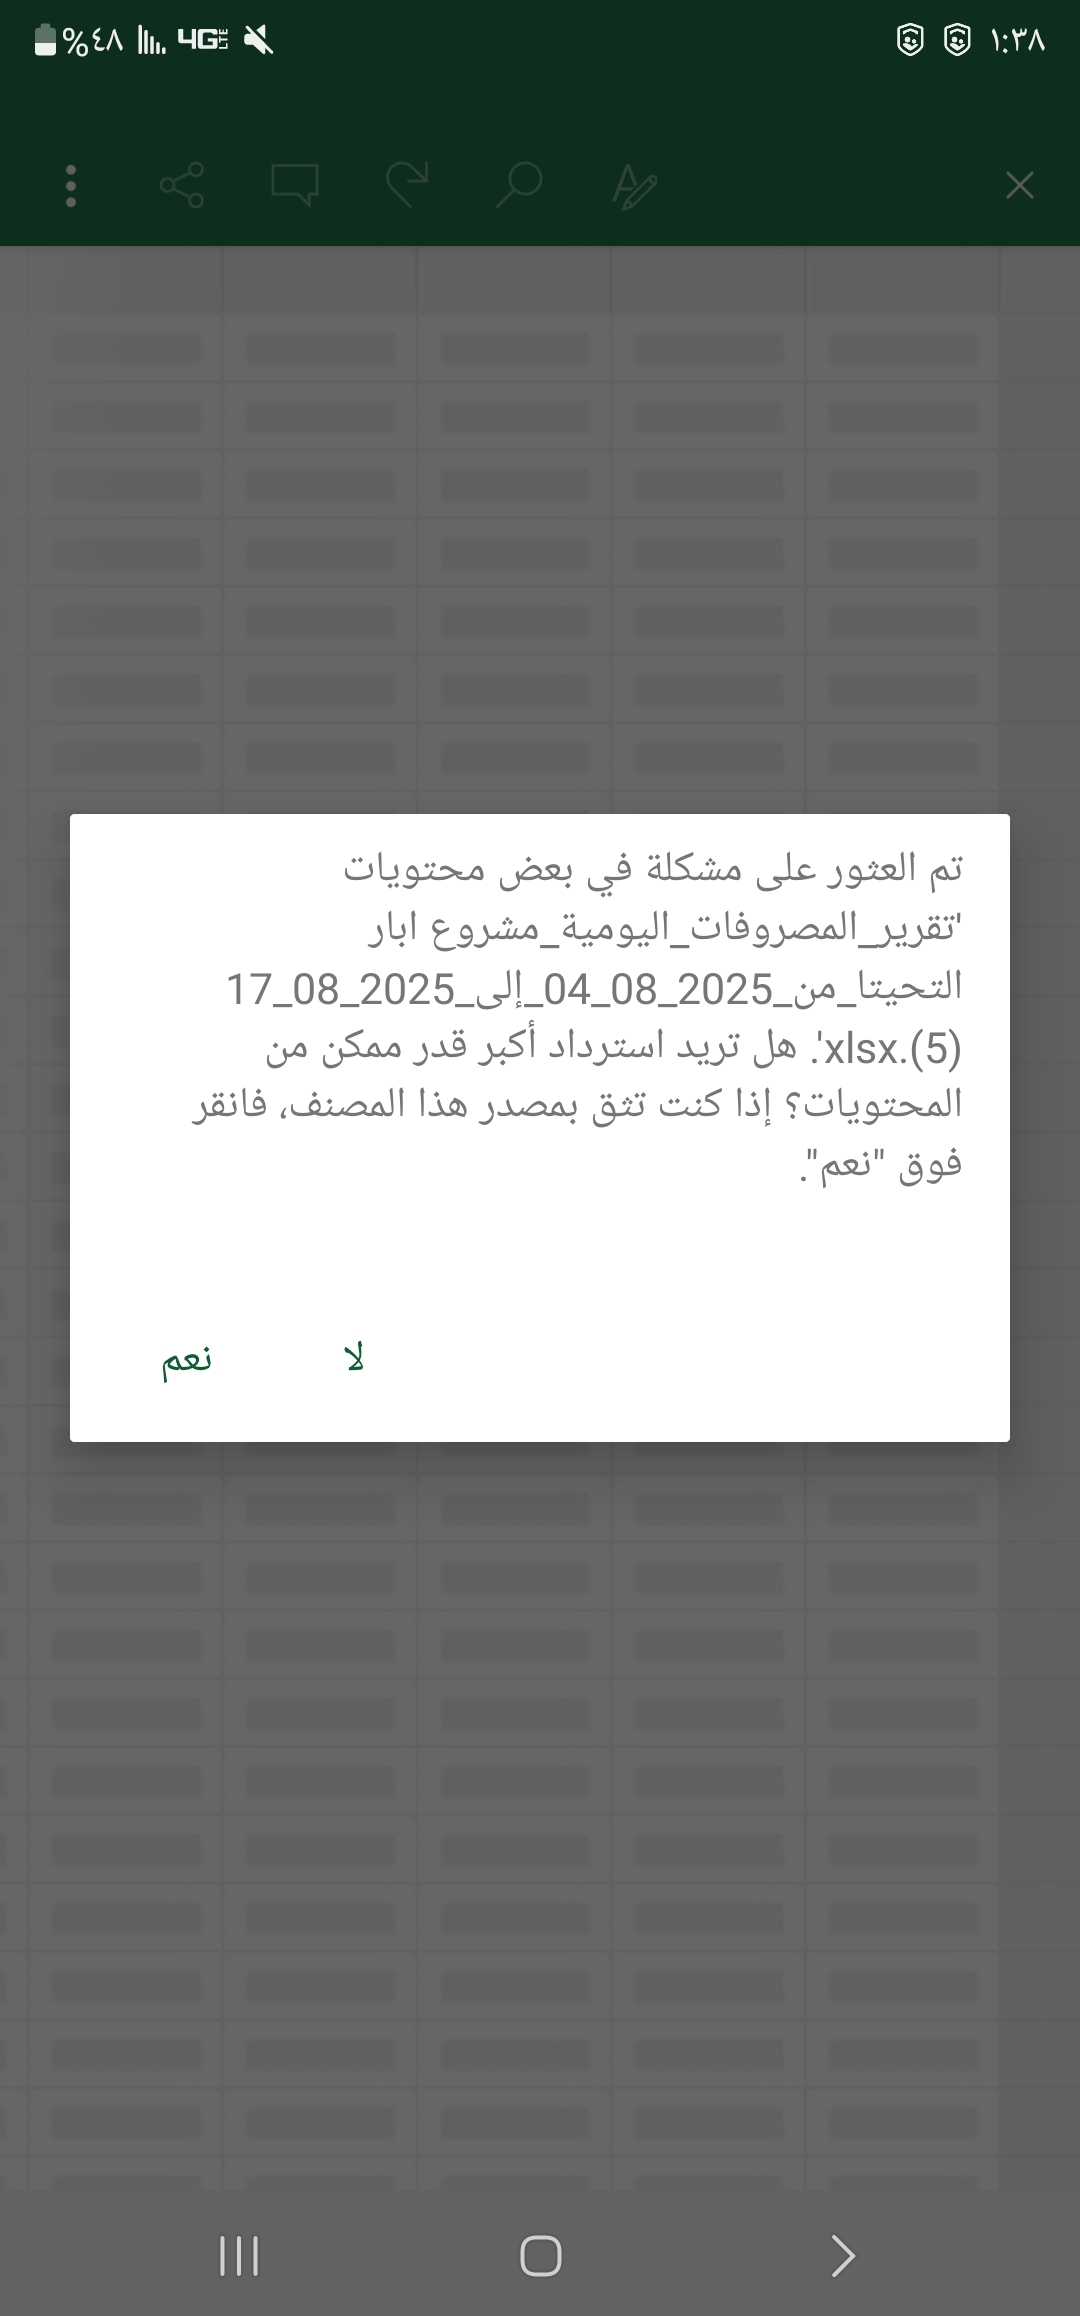 %٤٨ 4G LTE ١:٣٨
تم العثور على مشكلة في بعض محتويات
'تقرير_المصروفات_اليومية_مشروع ابار
التحيتا_من_2025_08_04_إلى_2025_08_17
(5).xlsx'. هل تريد استرداد أكبر قدر ممكن من
المحتويات؟ إذا كنت تثق بمصدر هذا المصنف، فانقر
فوق "نعم".
لا
نعم